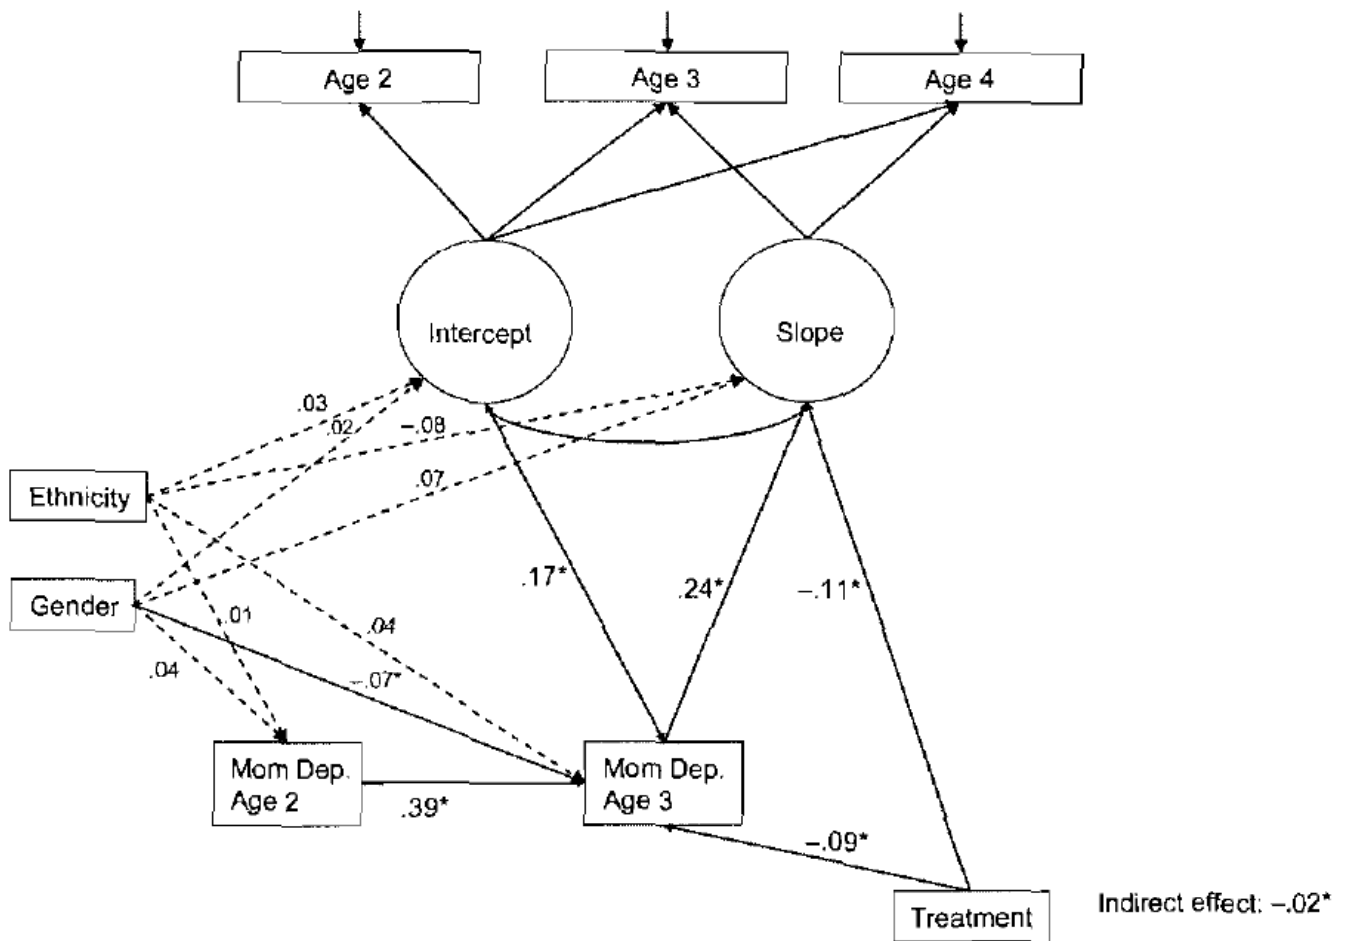 Age 2
Age 3
Age 4
Intercept
Slope
.03
.02
–.08
.07
Ethnicity
Gender
.17*
.24*
–.11*
.01
.04
.04
–.07*
Mom Dep.
Age 2
.39*
Mom Dep.
Age 3
–.09*
Treatment
Indirect effect: –.02*